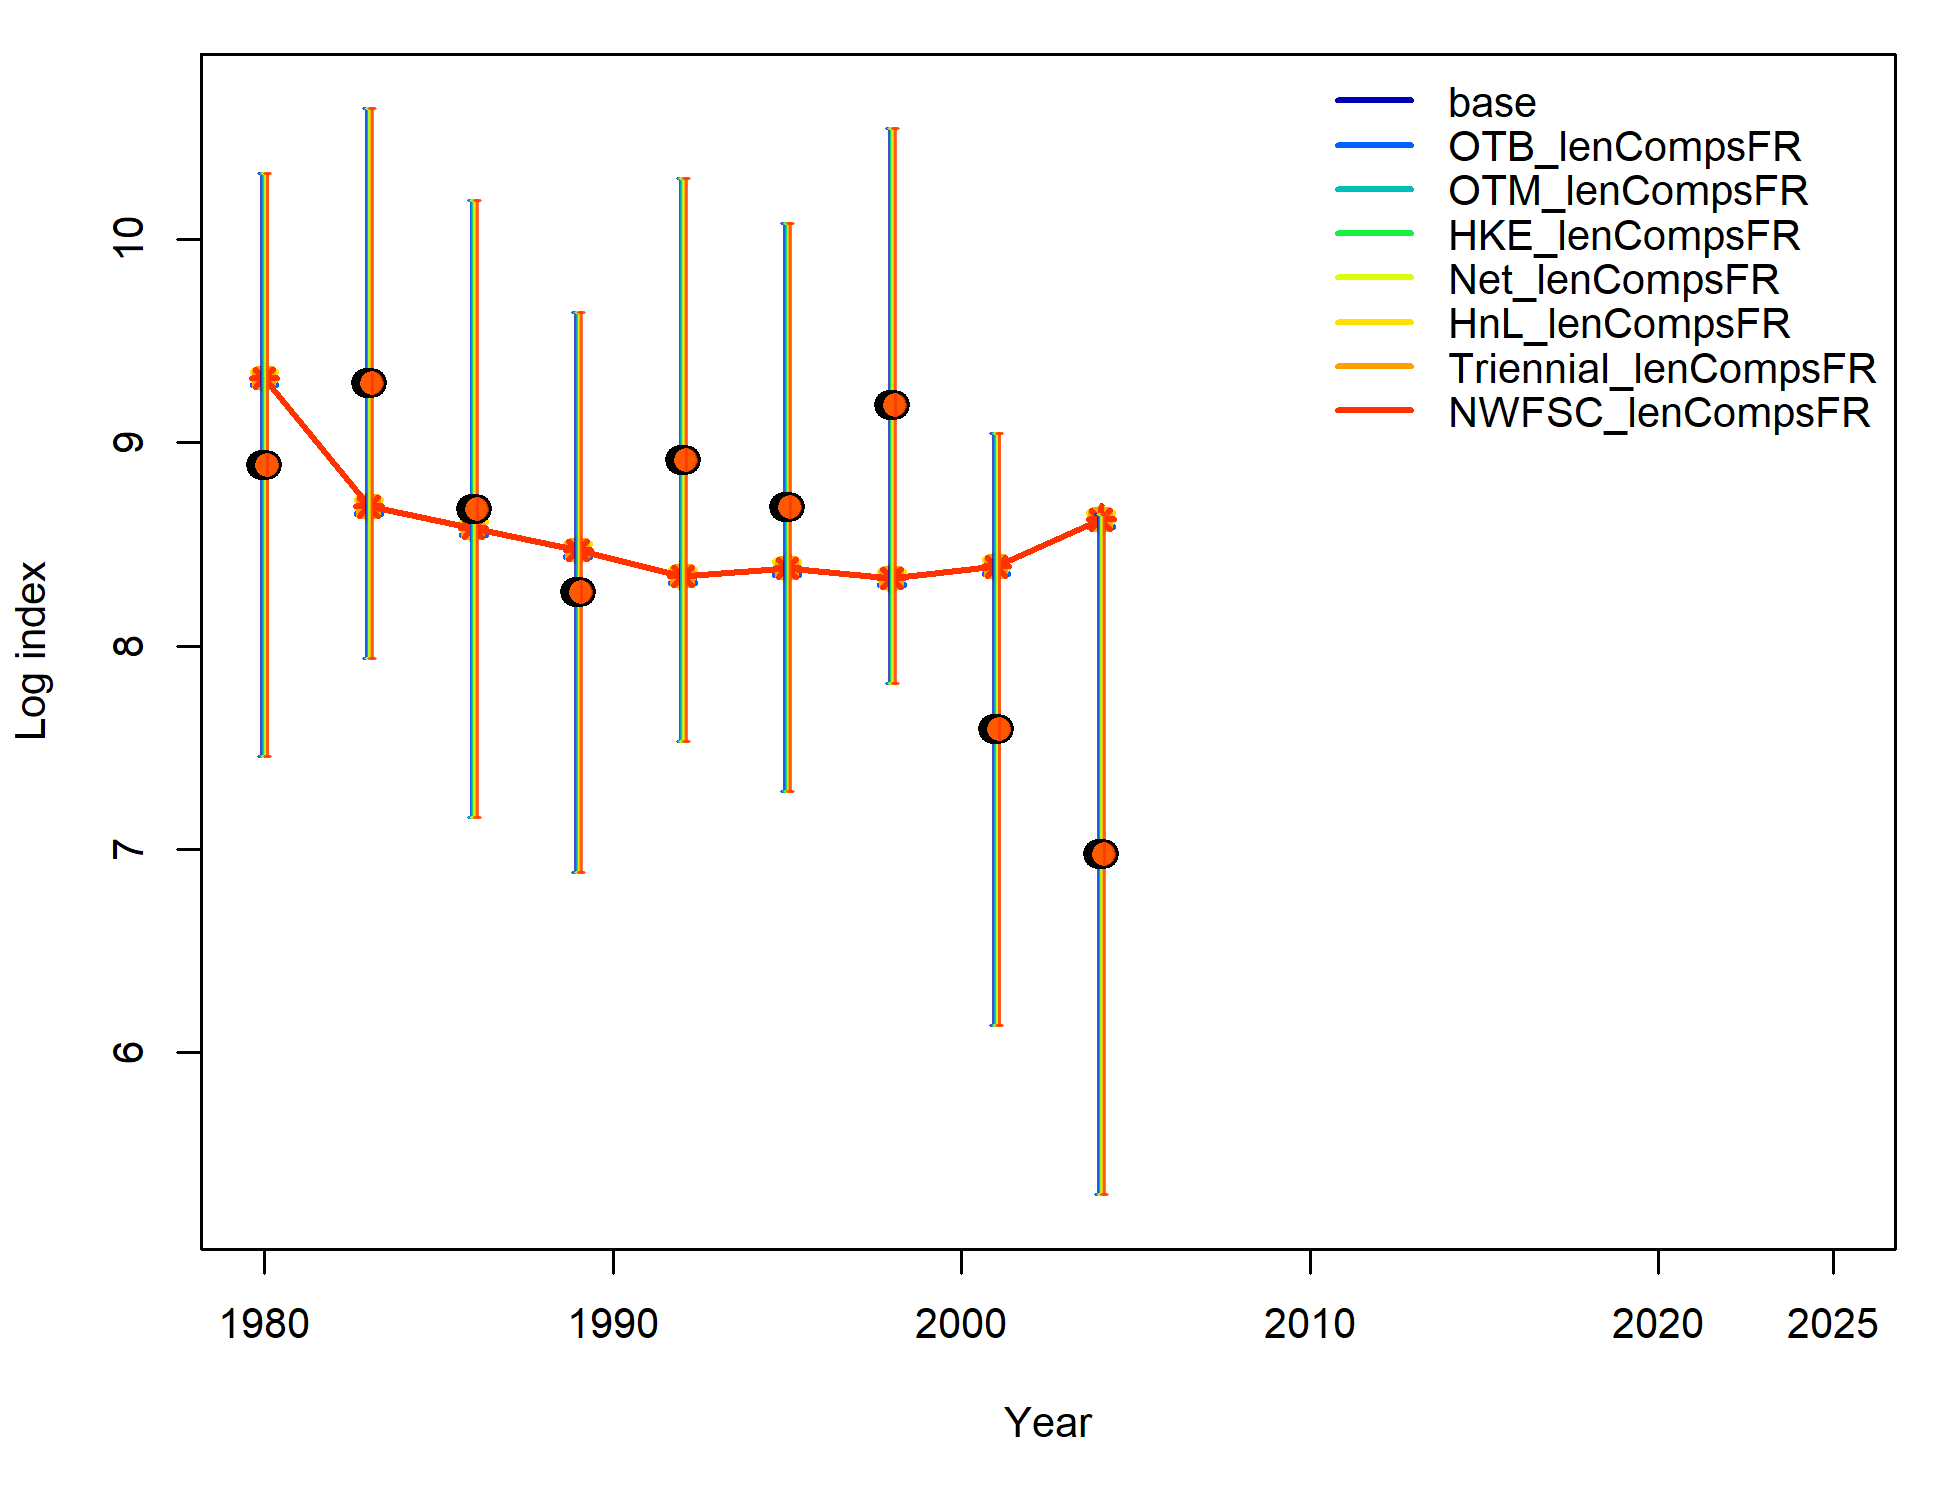 base
OTB_lenCompsFR
OTM_lenCompsFR
HKE_lenCompsFR
Net_lenCompsFR
HnL_lenCompsFR
Triennial_lenCompsFR
NWFSC_lenCompsFR
10
9
8
7
6
Log index
1980 1990 2000 2010 2020 2025
Year